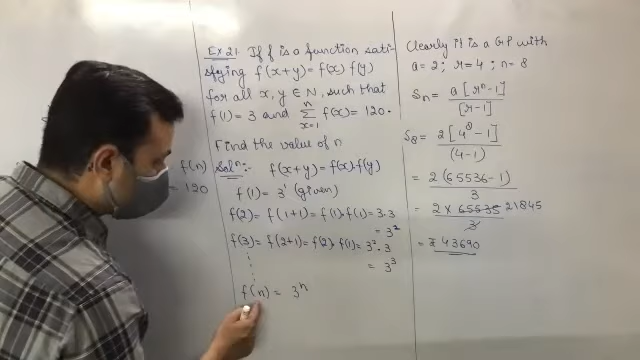 Ex 21. If f is a function sati-
sfying f(x+y) = f(x) f(y)
for all x, y ∈ N, such that
f(1) = 3 and Σ_{x=1}^{n} f(x) = 120.
Find the value of n
Solⁿ:- f(x+y) = f(x).f(y)
f(1) = 3¹ (given)
f(2) = f(1+1) = f(1).f(1) = 3.3
= 3²
f(3) = f(2+1) = f(2).f(1) = 3².3
= 3³
f(n) = 3ⁿ
f(n)
= 120
Clearly it is a GP with
a = 2; r = 4; n = 8
Sₙ = a[rⁿ-1]
[r-1]
S₈ = 2[4⁸-1]
(4-1)
= 2(65536-1)
3
= 2 × 65535 21845
3
= ₹ 43690